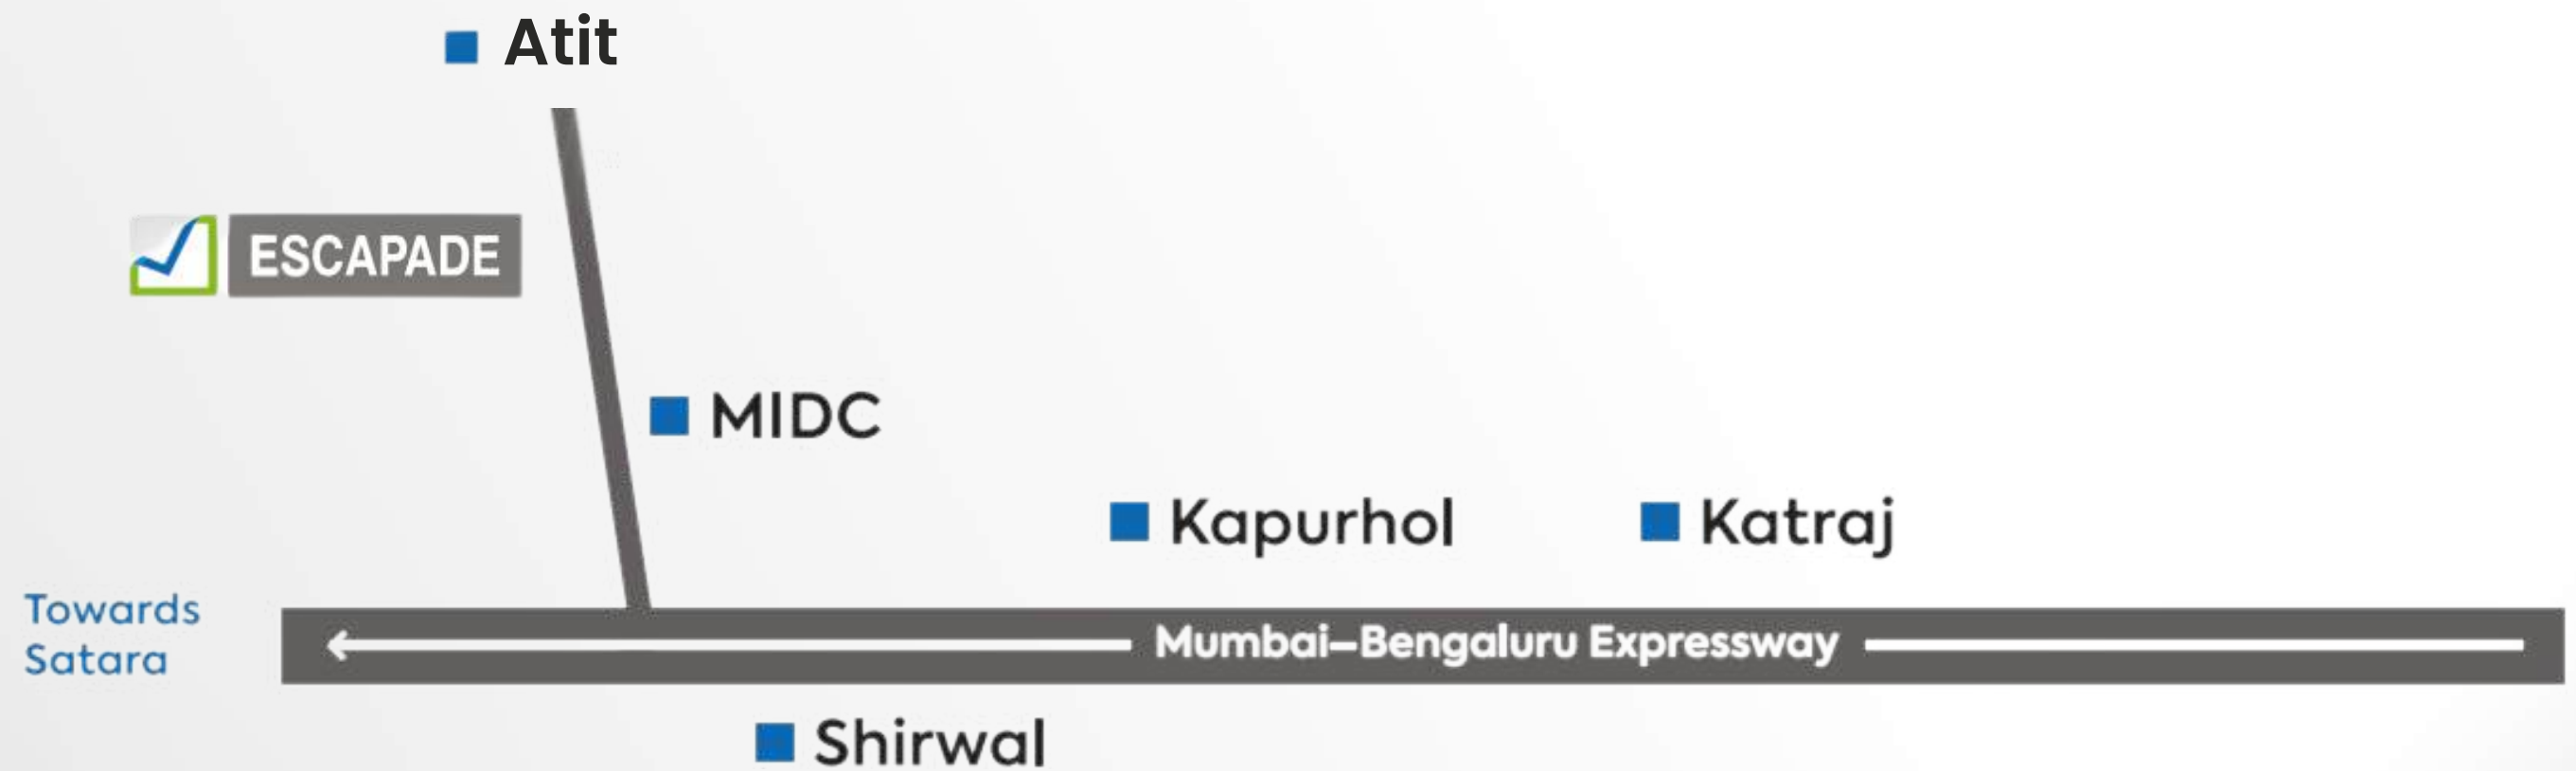 Atit
ESCAPADE
MIDC
Kapurhol
Katraj
Towards
Satara
Mumbai–Bengaluru Expressway
Shirwal